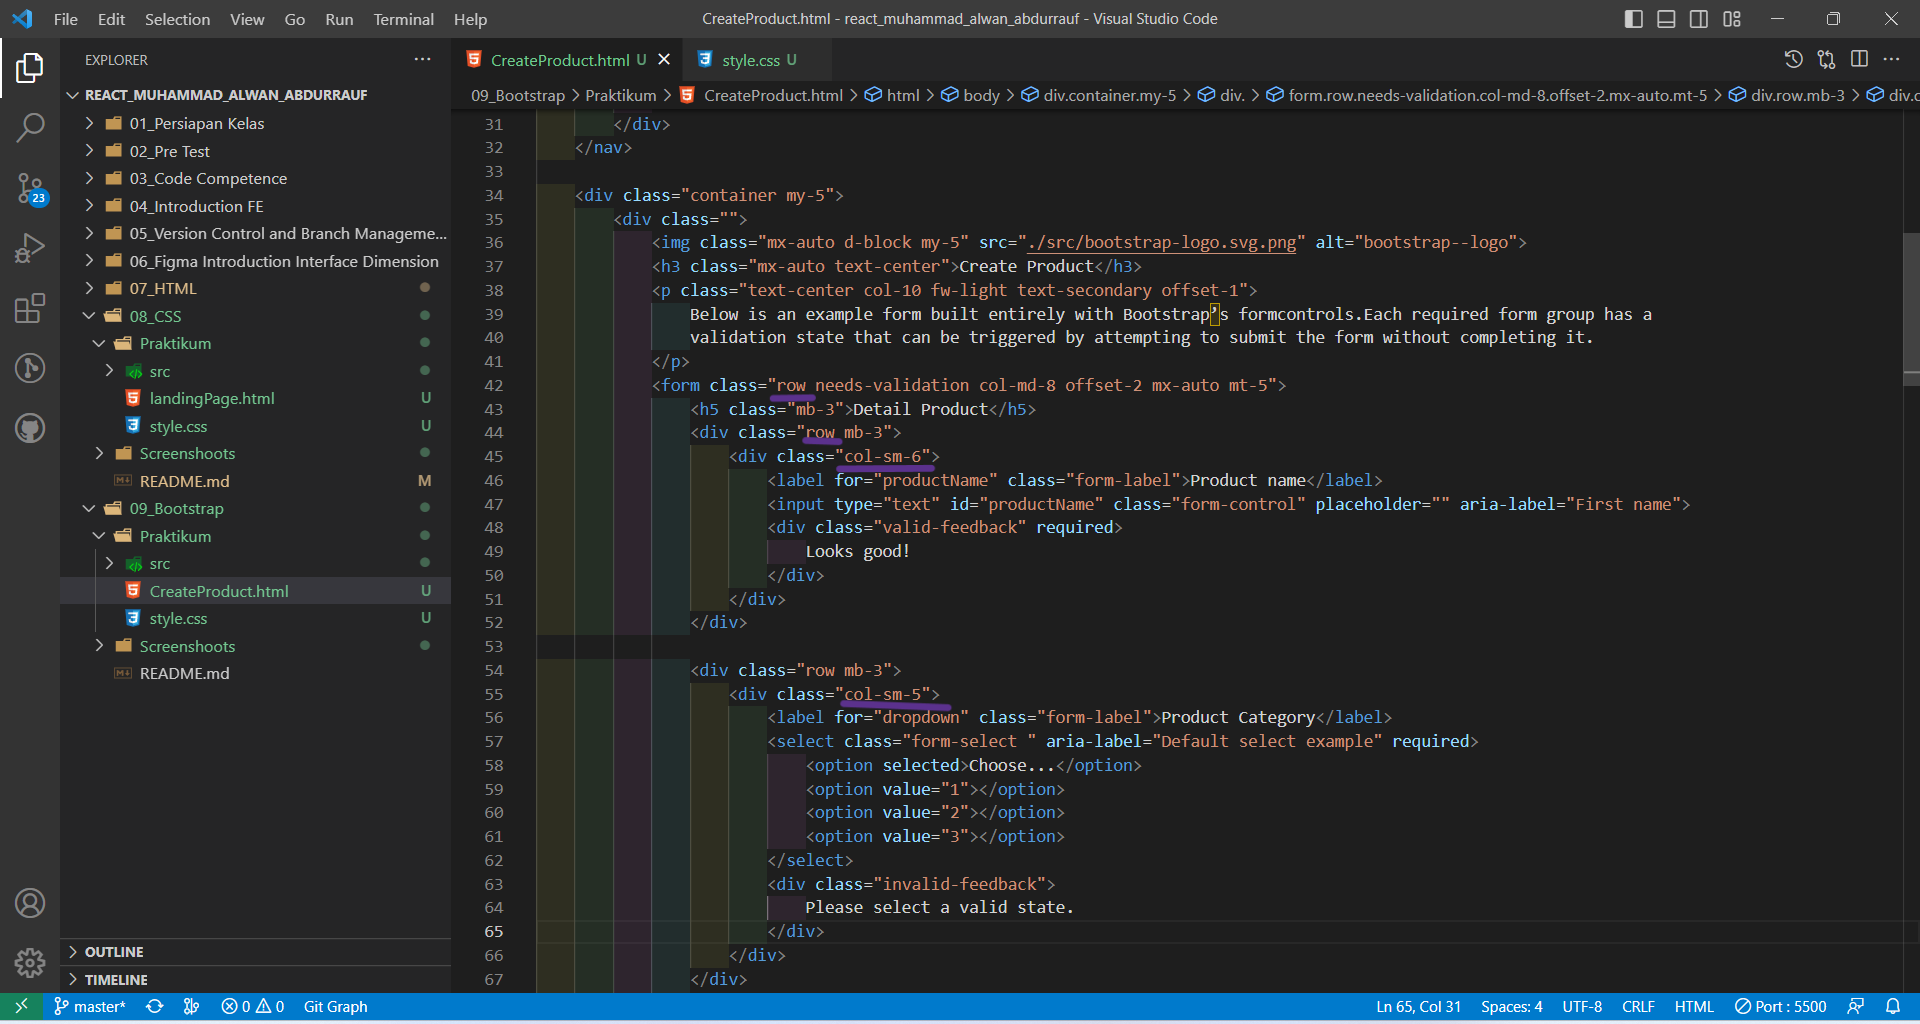 File Edit Selection View Go Run Terminal Help
CreateProduct.html - react_muhammad_alwan_abdurrauf - Visual Studio Code
EXPLORER
REACT_MUHAMMAD_ALWAN_ABDURRAUF
01_Persiapan Kelas
02_Pre Test
03_Code Competence
04_Introduction FE
05_Version Control and Branch Manageme...
06_Figma Introduction Interface Dimension
07_HTML
08_CSS
Praktikum
src
landingPage.html U
style.css U
Screenshoots
README.md M
09_Bootstrap
Praktikum
src
CreateProduct.html U
style.css U
Screenshoots
README.md
OUTLINE
TIMELINE
23
CreateProduct.html U
style.css U
09_Bootstrap > Praktikum > CreateProduct.html > html > body > div.container.my-5 > div. > form.row.needs-validation.col-md-8.offset-2.mx-auto.mt-5 > div.row.mb-3 > div.c
31 </div>
32 </nav>
33
34 <div class="container my-5">
35 <div class="">
36 <img class="mx-auto d-block my-5" src="./src/bootstrap-logo.svg.png" alt="bootstrap--logo">
37 <h3 class="mx-auto text-center">Create Product</h3>
38 <p class="text-center col-10 fw-light text-secondary offset-1">
39 Below is an example form built entirely with Bootstrap’s formcontrols.Each required form group has a
40 validation state that can be triggered by attempting to submit the form without completing it.
41 </p>
42 <form class="row needs-validation col-md-8 offset-2 mx-auto mt-5">
43 <h5 class="mb-3">Detail Product</h5>
44 <div class="row mb-3">
45 <div class="col-sm-6">
46 <label for="productName" class="form-label">Product name</label>
47 <input type="text" id="productName" class="form-control" placeholder="" aria-label="First name">
48 <div class="valid-feedback" required>
49 Looks good!
50 </div>
51 </div>
52 </div>
53
54 <div class="row mb-3">
55 <div class="col-sm-5">
56 <label for="dropdown" class="form-label">Product Category</label>
57 <select class="form-select " aria-label="Default select example" required>
58 <option selected>Choose...</option>
59 <option value="1"></option>
60 <option value="2"></option>
61 <option value="3"></option>
62 </select>
63 <div class="invalid-feedback">
64 Please select a valid state.
65 </div>
66 </div>
67 </div>
master* 0 0 Git Graph
Ln 65, Col 31 Spaces: 4 UTF-8 CRLF HTML Port : 5500